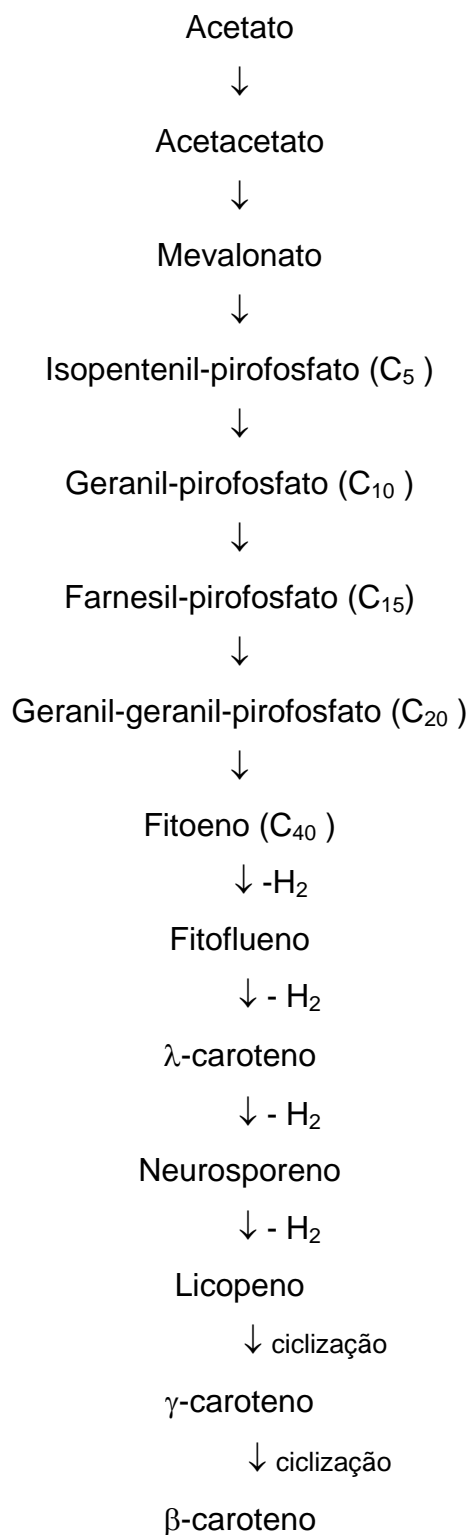 Acetato
↓
Acetacetato
↓
Mevalonato
↓
Isopentenil-pirofosfato (C₅ )
↓
Geranil-pirofosfato (C₁₀ )
↓
Farnesil-pirofosfato (C₁₅)
↓
Geranil-geranil-pirofosfato (C₂₀ )
↓
Fitoeno (C₄₀ )
↓ -H₂
Fitoflueno
↓ - H₂
λ-caroteno
↓ - H₂
Neurosporeno
↓ - H₂
Licopeno
↓ ciclização
γ-caroteno
↓ ciclização
β-caroteno